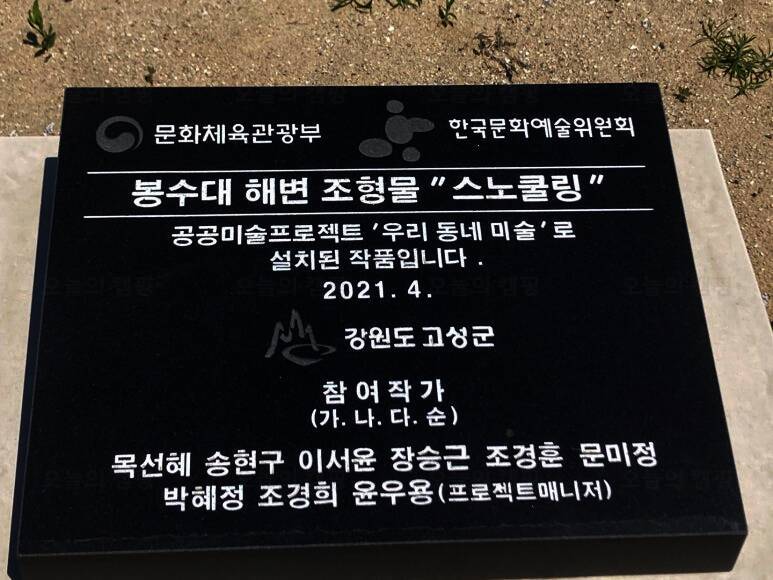 문화체육관광부 한국문화예술위원회
봉수대 해변 조형물 "스노쿨링"
공공미술프로젝트 '우리 동네 미술'로
설치된 작품입니다.
2021. 4.
강원도 고성군
참 여 작 가
(가. 나. 다. 순)
목선혜 송현구 이서윤 장승근 조경훈 문미정
박혜정 조경희 윤우용(프로젝트매니저)